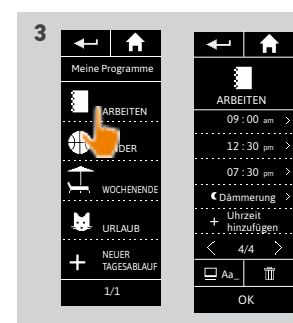 3
Meine Programme
ARBEITEN
NDER
WOCHENENDE
URLAUB
+ NEUER
TAGESABLAUF
1/1
ARBEITEN
09 : 00 am >
12 : 30 pm >
07 : 30 pm >
Dämmerung >
+ Uhrzeit
hinzufügen
< 4/4 >
Aa_
OK